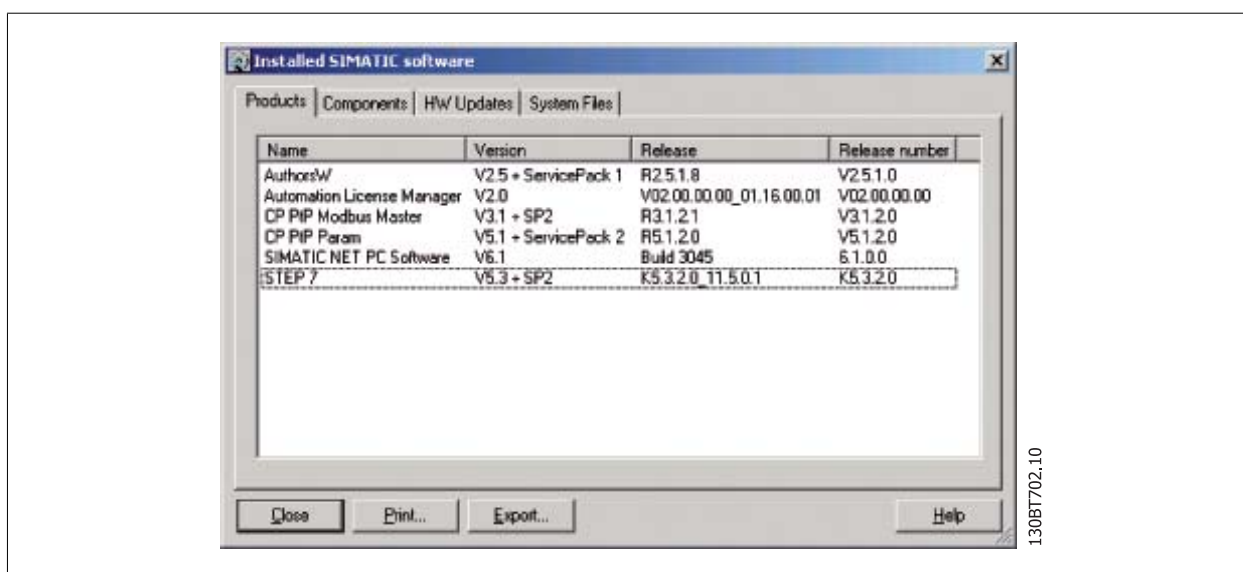 Installed SIMATIC software
Products Components HW Updates System Files
Name Version Release Release number
AuthorsW V2.5 + ServicePack 1 R2.5.1.8 V2.5.1.0
Automation License Manager V2.0 V02.00.00.00_01.16.00.01 V02.00.00.00
CP PtP Modbus Master V3.1 + SP2 R3.1.2.1 V3.1.2.0
CP PtP Param V5.1 + ServicePack 2 R5.1.2.0 V5.1.2.0
SIMATIC NET PC Software V6.1 Build 3045 6.1.0.0
STEP 7 V5.3 + SP2 K5.3.2.0_11.5.0.1 K5.3.2.0
Close Print... Export... Help
130BT702.10